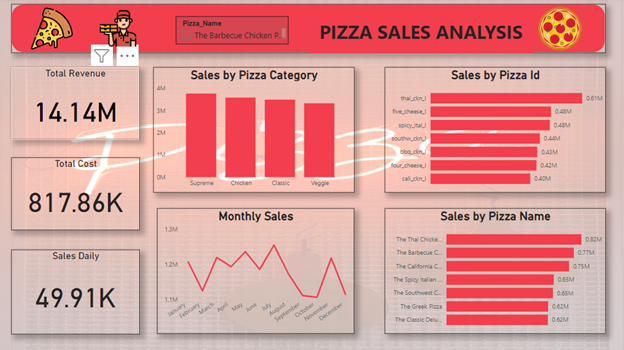 Pizza_Name
The Barbecue Chicken P...
PIZZA SALES ANALYSIS
Total Revenue
14.14M
Total Cost
817.86K
Sales Daily
49.91K
Sales by Pizza Category
4M
3M
2M
1M
0M
Supreme Chicken Classic Veggie
Sales by Pizza Id
thai_ckn_l 0.61M
five_cheese_l 0.48M
spicy_ital_l 0.48M
southw_ckn_l 0.44M
bbq_ckn_l 0.43M
four_cheese_l 0.42M
cali_ckn_l 0.40M
Monthly Sales
1.3M
1.2M
1.1M
January February March April May June July August September October November December
Sales by Pizza Name
The Thai Chicke... 0.82M
The Barbecue C... 0.77M
The California C... 0.75M
The Spicy Italian ... 0.65M
The Southwest C... 0.65M
The Greek Pizza 0.62M
The Classic Delu... 0.62M